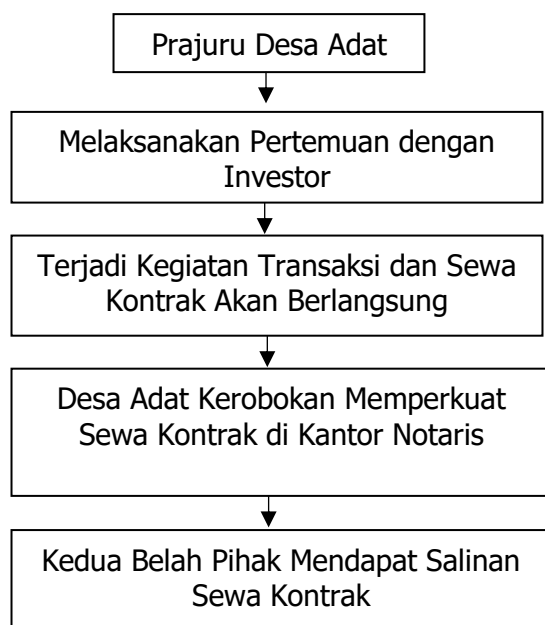 Prajuru Desa Adat
Melaksanakan Pertemuan dengan
Investor
Terjadi Kegiatan Transaksi dan Sewa
Kontrak Akan Berlangsung
Desa Adat Kerobokan Memperkuat
Sewa Kontrak di Kantor Notaris
Kedua Belah Pihak Mendapat Salinan
Sewa Kontrak